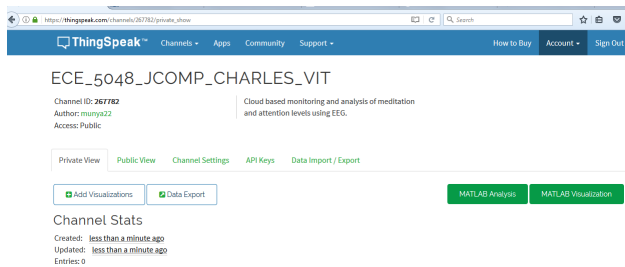 https://thingspeak.com/channels/267782/private_show
Search
ThingSpeak™ Channels Apps Community Support How to Buy Account Sign Out
ECE_5048_JCOMP_CHARLES_VIT
Channel ID: 267782 Cloud based monitoring and analysis of meditation
Author: munya22 and attention levels using EEG.
Access: Public
Private View Public View Channel Settings API Keys Data Import / Export
Add Visualizations Data Export MATLAB Analysis MATLAB Visualization
Channel Stats
Created: less than a minute ago
Updated: less than a minute ago
Entries: 0